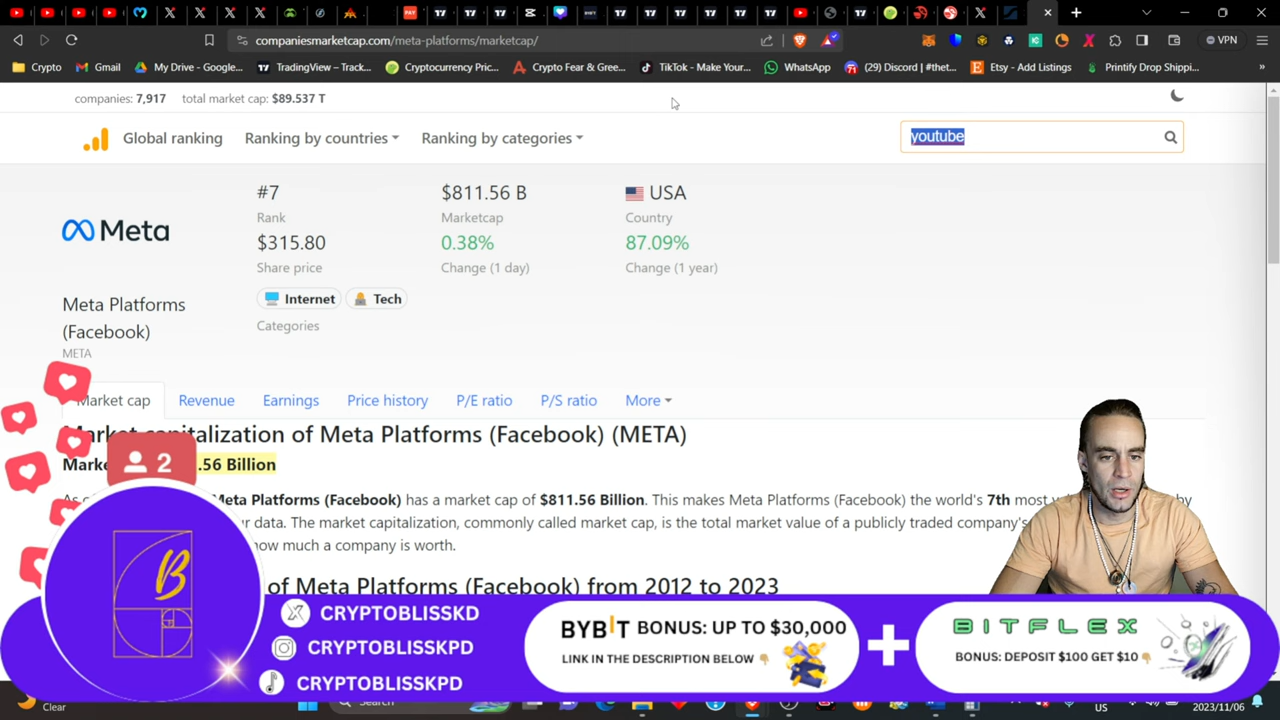 companiesmarketcap.com/meta-platforms/marketcap/
VPN
Crypto
Gmail
My Drive - Google...
TradingView – Track...
Cryptocurrency Pric...
Crypto Fear & Gree...
TikTok - Make Your...
WhatsApp
(29) Discord | #thet...
Etsy - Add Listings
Printify Drop Shippi...
companies: 7,917 total market cap: $89.537 T
Global ranking Ranking by countries Ranking by categories
youtube
Meta
#7
Rank
$811.56 B
Marketcap
USA
Country
$315.80
Share price
0.38%
Change (1 day)
87.09%
Change (1 year)
Internet Tech
Categories
Meta Platforms
(Facebook)
META
Market cap Revenue Earnings Price history P/E ratio P/S ratio More
Market capitalization of Meta Platforms (Facebook) (META)
.56 Billion
Meta Platforms (Facebook) has a market cap of $811.56 Billion. This makes Meta Platforms (Facebook) the world's 7th most by
data. The market capitalization, commonly called market cap, is the total market value of a publicly traded company's
how much a company is worth.
of Meta Platforms (Facebook) from 2012 to 2023
2
B
CRYPTOBLISSKD
CRYPTOBLISSKPD
CRYPTOBLISSKPD
BYBIT BONUS: UP TO $30,000
LINK IN THE DESCRIPTION BELOW
BITFLEX
BONUS: DEPOSIT $100 GET $10
Clear
Search
US
2023/11/06